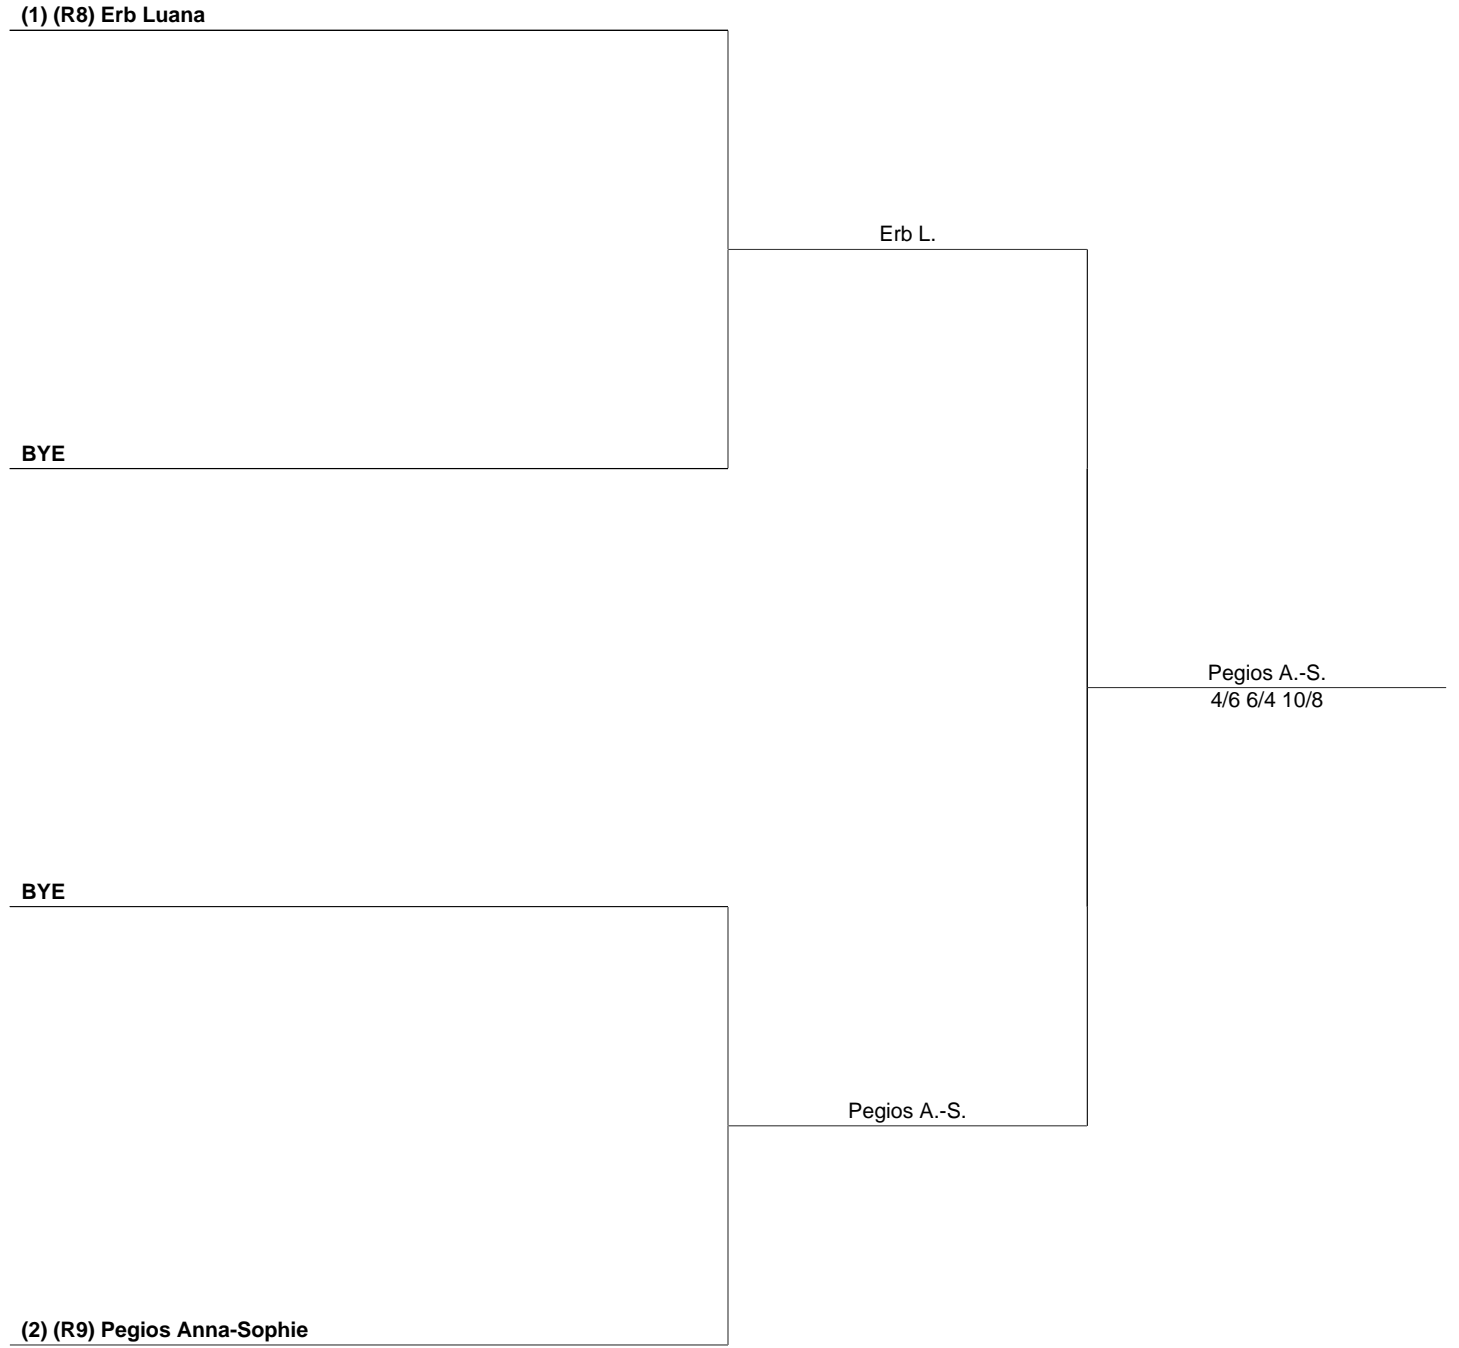 (1) (R8) Erb Luana
Erb L.
BYE
Pegios A.-S.
4/6 6/4 10/8
BYE
Pegios A.-S.
(2) (R9) Pegios Anna-Sophie